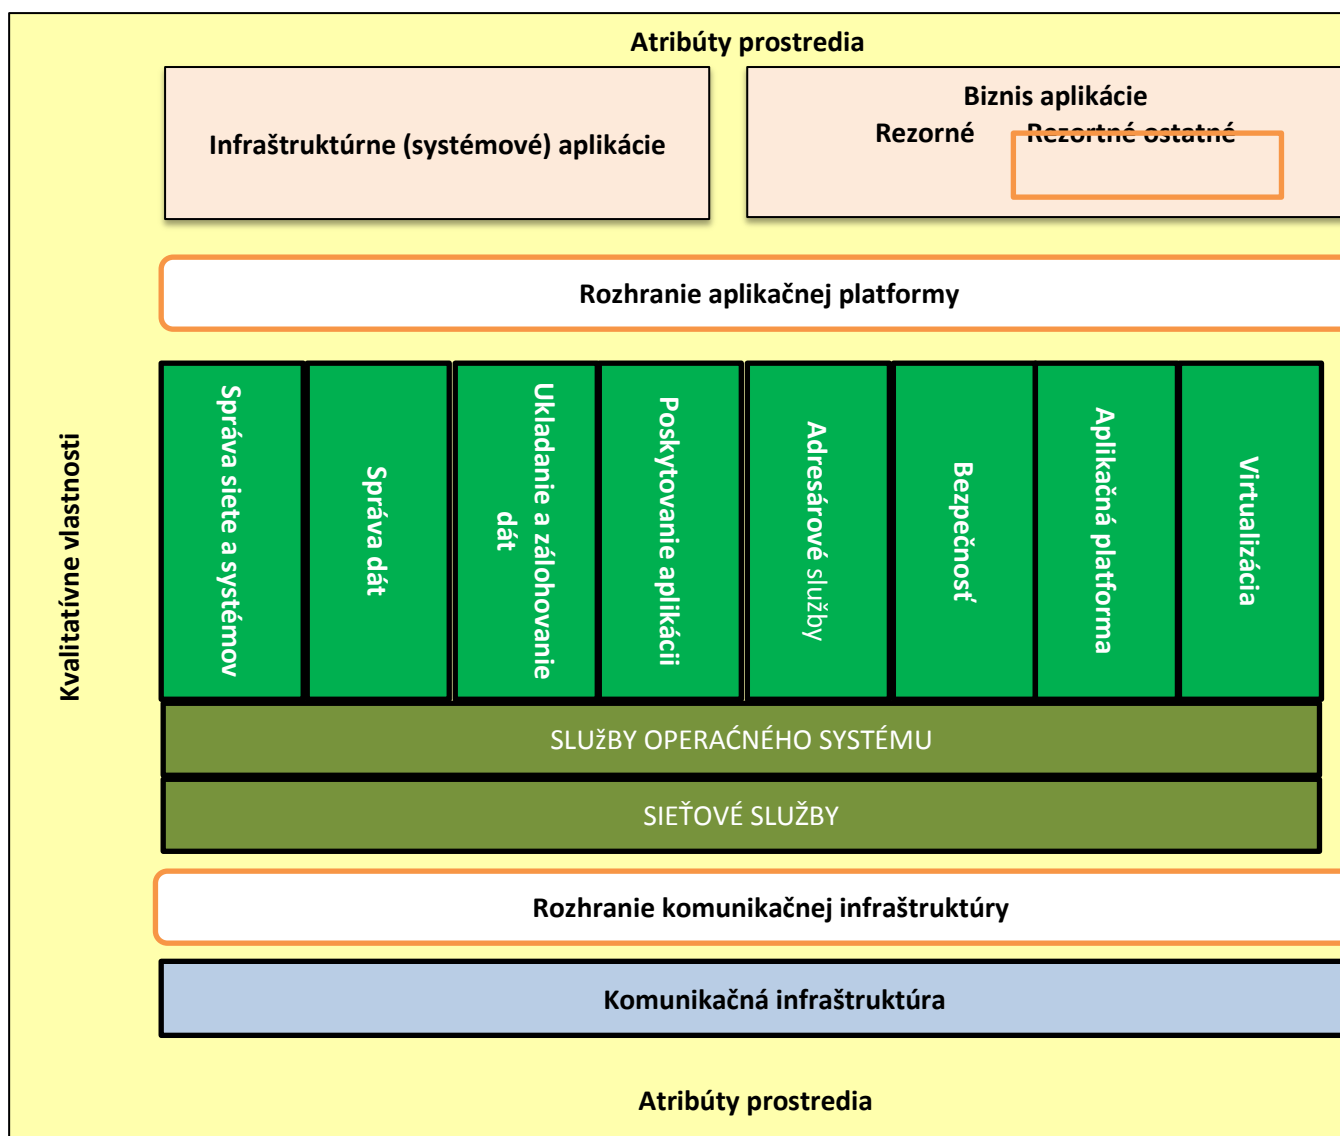 Atribúty prostredia
Infraštruktúrne (systémové) aplikácie
Biznis aplikácie
Rezorné Rezortné ostatné
Rozhranie aplikačnej platformy
Kvalitatívne vlastnosti
Správa siete a systémov
Správa dát
Ukladanie a zálohovanie
dát
Poskytovanie aplikácii
Adresárové služby
Bezpečnosť
Aplikačná platforma
Virtualizácia
SLUžBY OPERAĆNÉHO SYSTÉMU
SIEŤOVÉ SLUŽBY
Rozhranie komunikačnej infraštruktúry
Komunikačná infraštruktúra
Atribúty prostredia